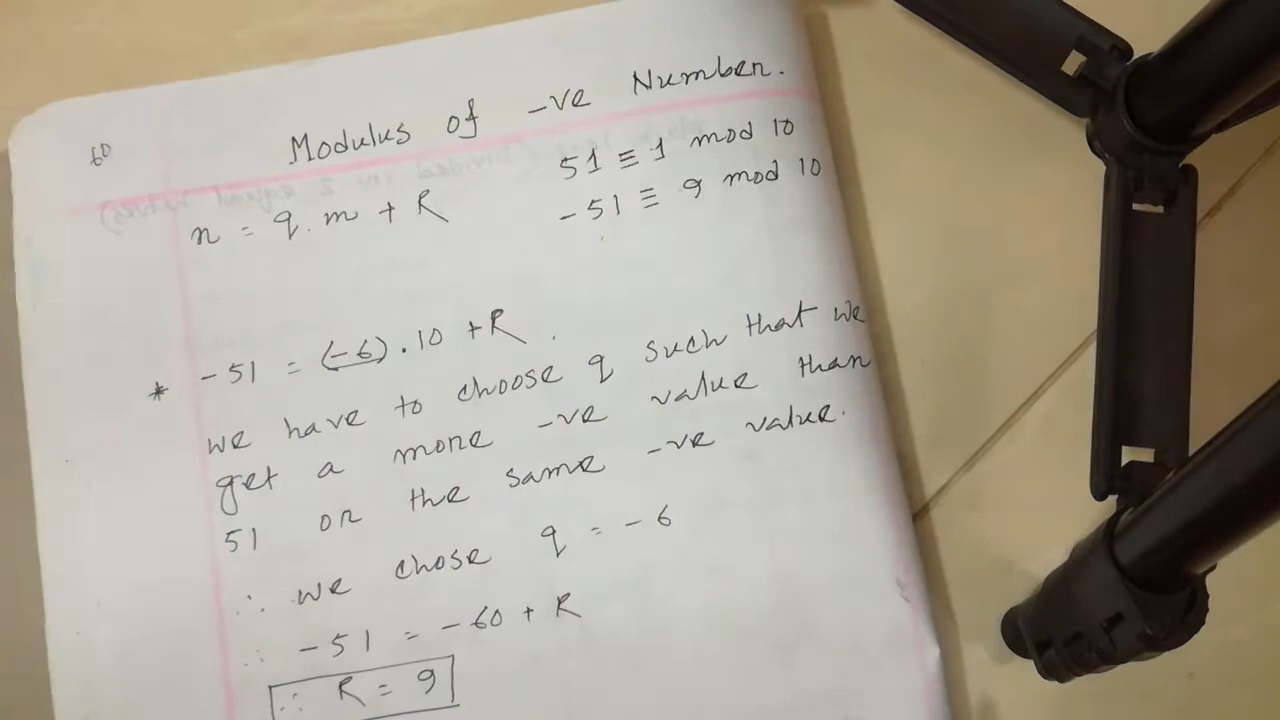 60
Modulus of -ve Number.
n = q. m + R
51 ≡ 1 mod 10
-51 ≡ 9 mod 10
* -51 = (-6) . 10 + R .
we have to choose q such that we
get a more -ve value than
51 or the same -ve value.
∴ we chose q = -6
∴ -51 = -60 + R
∴ R = 9